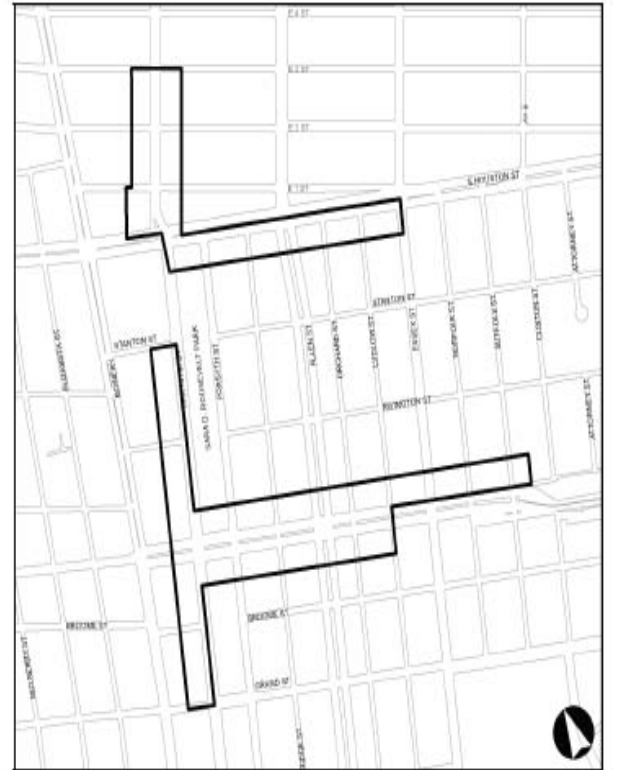 E 4 ST
E 2 ST
E 3 ST
E 1 ST
E HOUSTON ST
ATTORNEY ST
STANTON ST
STANTON ST
ELIZABETH ST
BOWERY
SARA D. ROOSEVELT PARK
FORSYTH ST
ALLEN ST
ORCHARD ST
LUDLOW ST
ESSEX ST
NORFOLK ST
SUFFOLK ST
CLINTON ST
RIVINGTON ST
ATTORNEY ST
BROOME ST
BROOME ST
GRAND ST